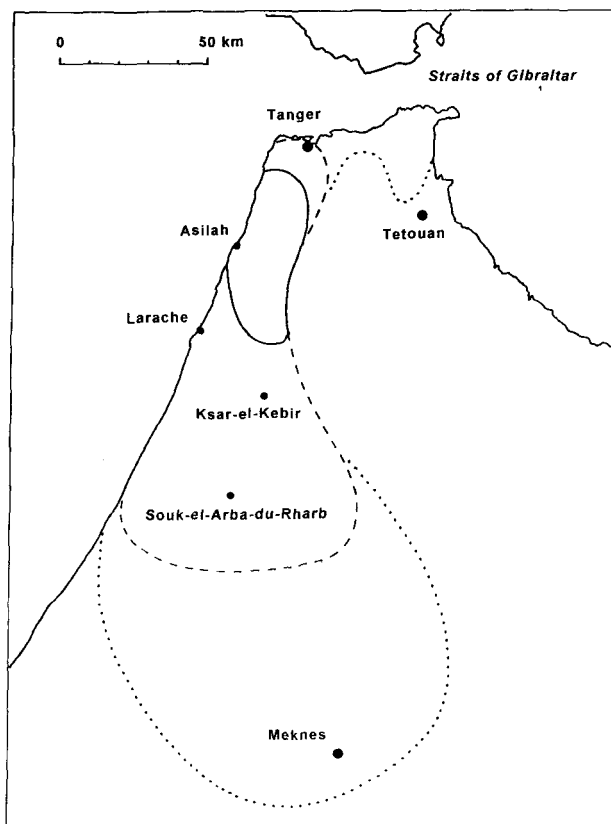 0 50 km
Straits of Gibraltar
Tanger
Tetouan
Asilah
Larache
Ksar-el-Kebir
Souk-el-Arba-du-Rharb
Meknes